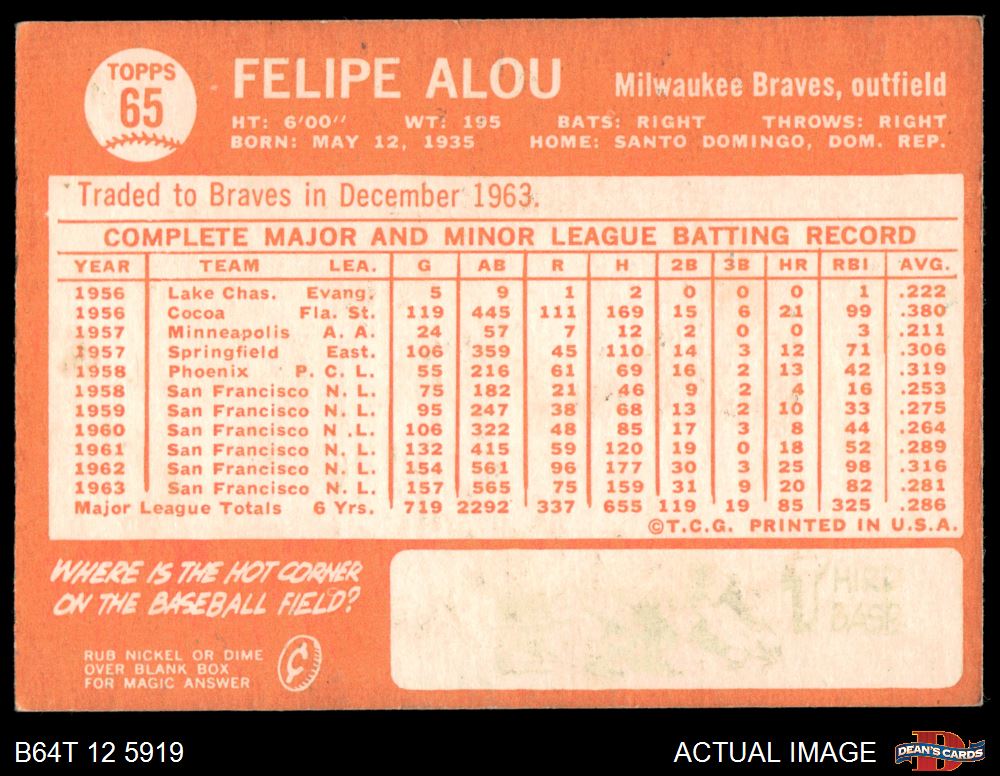 TOPPS
65
FELIPE ALOU Milwaukee Braves, outfield
HT: 6'00" WT: 195 BATS: RIGHT THROWS: RIGHT
BORN: MAY 12, 1935 HOME: SANTO DOMINGO, DOM. REP.
Traded to Braves in December 1963.
COMPLETE MAJOR AND MINOR LEAGUE BATTING RECORD
YEAR TEAM LEA. G AB R H 2B 3B HR RBI AVG.
1956 Lake Chas. Evang. 5 9 1 2 0 0 0 1 .222
1956 Cocoa Fla. St. 119 445 111 169 15 6 21 99 .380
1957 Minneapolis A. A. 24 57 7 12 2 0 0 3 .211
1957 Springfield East. 106 359 45 110 14 3 12 71 .306
1958 Phoenix P. C. L. 55 216 61 69 16 2 13 42 .319
1958 San Francisco N. L. 75 182 21 46 9 2 4 16 .253
1959 San Francisco N. L. 95 247 38 68 13 2 10 33 .275
1960 San Francisco N .L. 106 322 48 85 17 3 8 44 .264
1961 San Francisco N. L. 132 415 59 120 19 0 18 52 .289
1962 San Francisco N. L. 154 561 96 177 30 3 25 98 .316
1963 San Francisco N. L. 157 565 75 159 31 9 20 82 .281
Major League Totals 6 Yrs. 719 2292 337 655 119 19 85 325 .286
©T.C.G. PRINTED IN U.S.A.
WHERE IS THE HOT CORNER
ON THE BASEBALL FIELD?
RUB NICKEL OR DIME
OVER BLANK BOX
FOR MAGIC ANSWER
¢
THIRD
BASE
B64T 12 5919 ACTUAL IMAGE DEAN'S CARDS